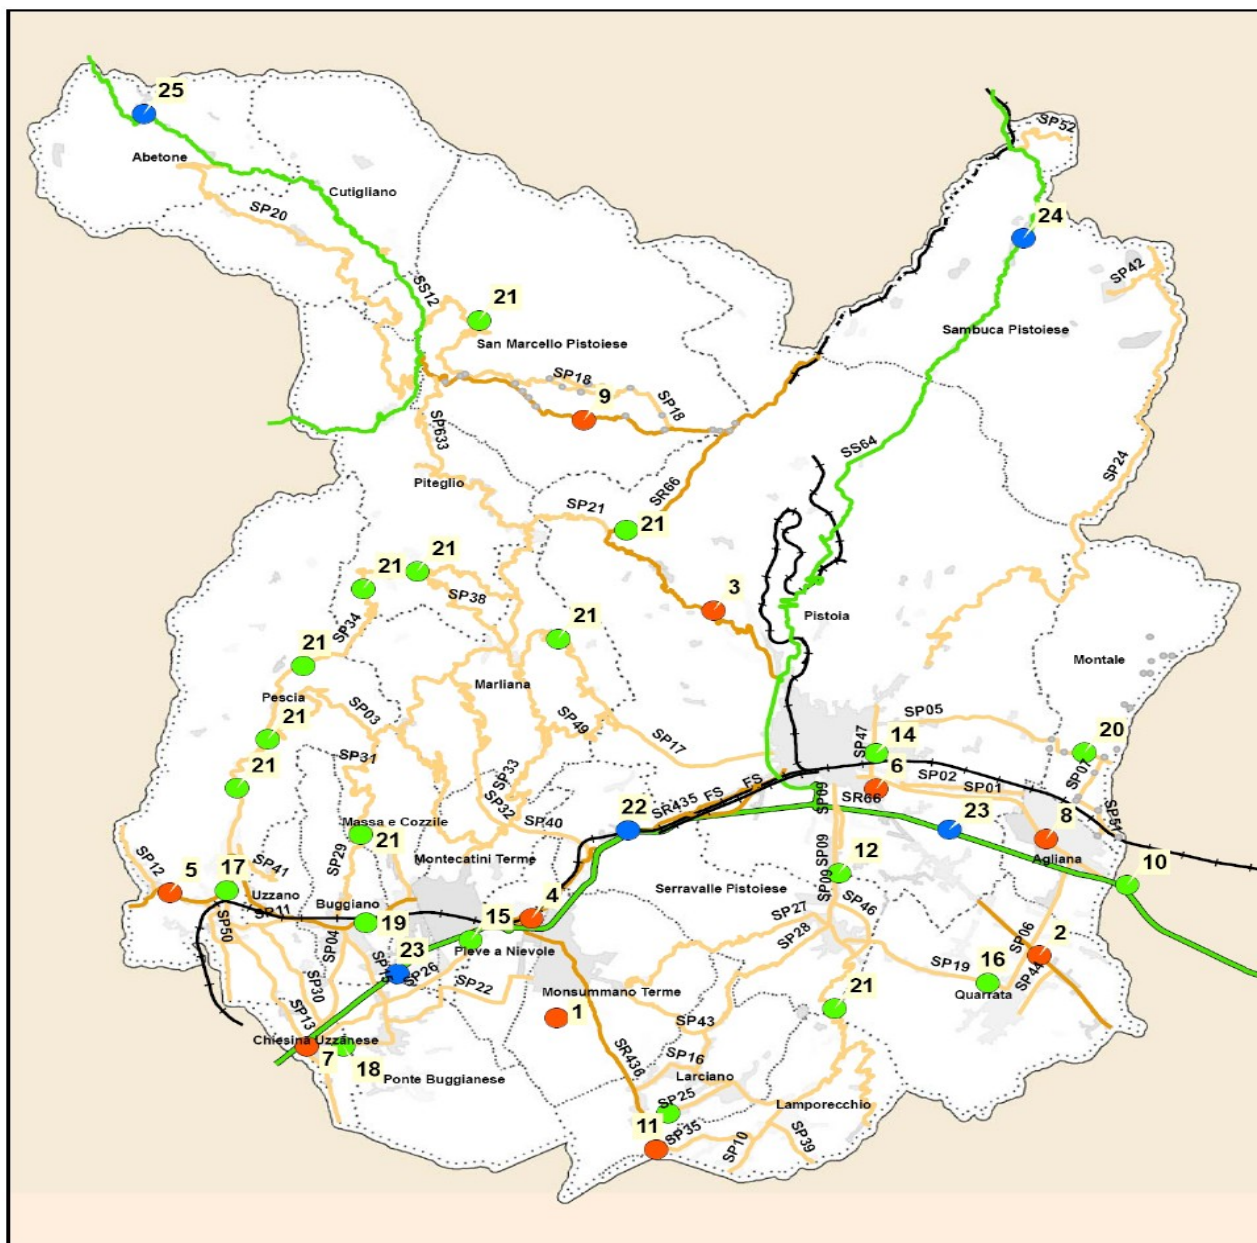 25
SP52
Abetone
Cutigliano
SP20
24
SP42
SS12
21
San Marcello Pistoiese
Sambuca Pistoiese
SP18
9
SP18
SP633
SS64
SP24
Piteglio
SR66
SP21
21
21
21
SP38
3
SP34
21
Pistoia
21
Montale
Pescia
Marliana
SP03
SP49
SP05
21
SP47
14
20
SP31
SP17
21
SP33
6
SP02
SP07
SP01
FS
FS
SR435
SP09
SR66
22
SP32
SP40
23
8
SP51
Massa e Cozzile
21
Agliana
SP12
SP41
SP29
Montecatini Terme
SP09
12
10
5
17
Uzzano
4
Serravalle Pistoiese
SP09
SP11
Buggiano
SP27
SP46
SP50
19
15
SP28
SP06
2
SP04
23
Pieve a Nievole
SP19
16
SP44
SP15
SP26
SP22
Quarrata
SP30
Monsummano Terme
21
SP13
1
SP43
Chiesina Uzzanese
7
18
Ponte Buggianese
SR436
SP16
Larciano
SP25
Lamporecchio
11
SP35
SP10
SP39